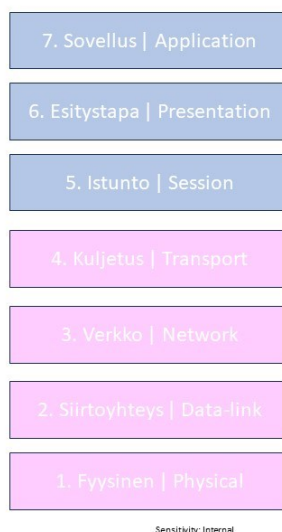 7. Sovellus | Application
6. Esitystapa | Presentation
5. Istunto | Session
4. Kuljetus | Transport
3. Verkko | Network
2. Siirtoyhteys | Data-link
1. Fyysinen | Physical
Sensitivity: Internal